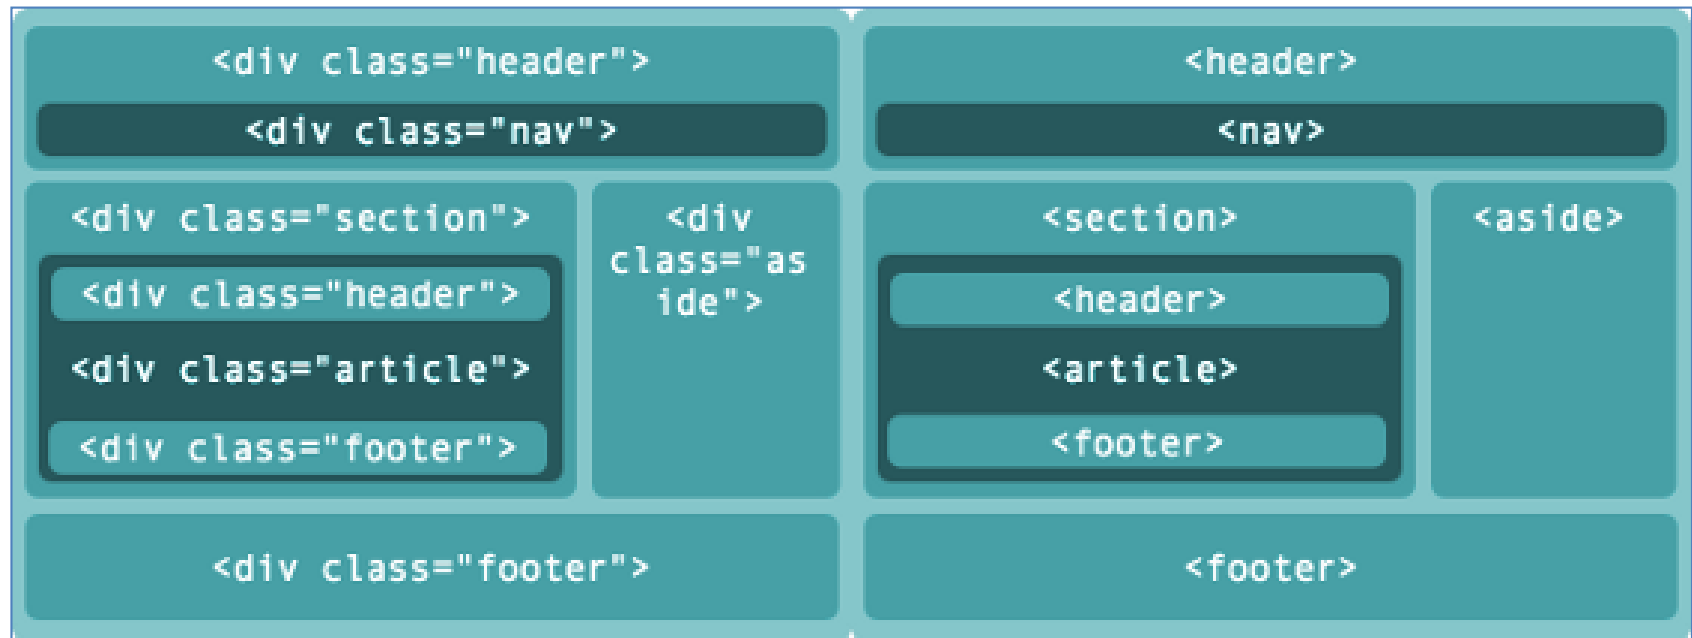 <div class="header">
<div class="nav">
<div class="section">
<div class="header">
<div class="article">
<div class="footer">
<div
class="as
ide">
<div class="footer">
<header>
<nav>
<section>
<header>
<article>
<footer>
<aside>
<footer>